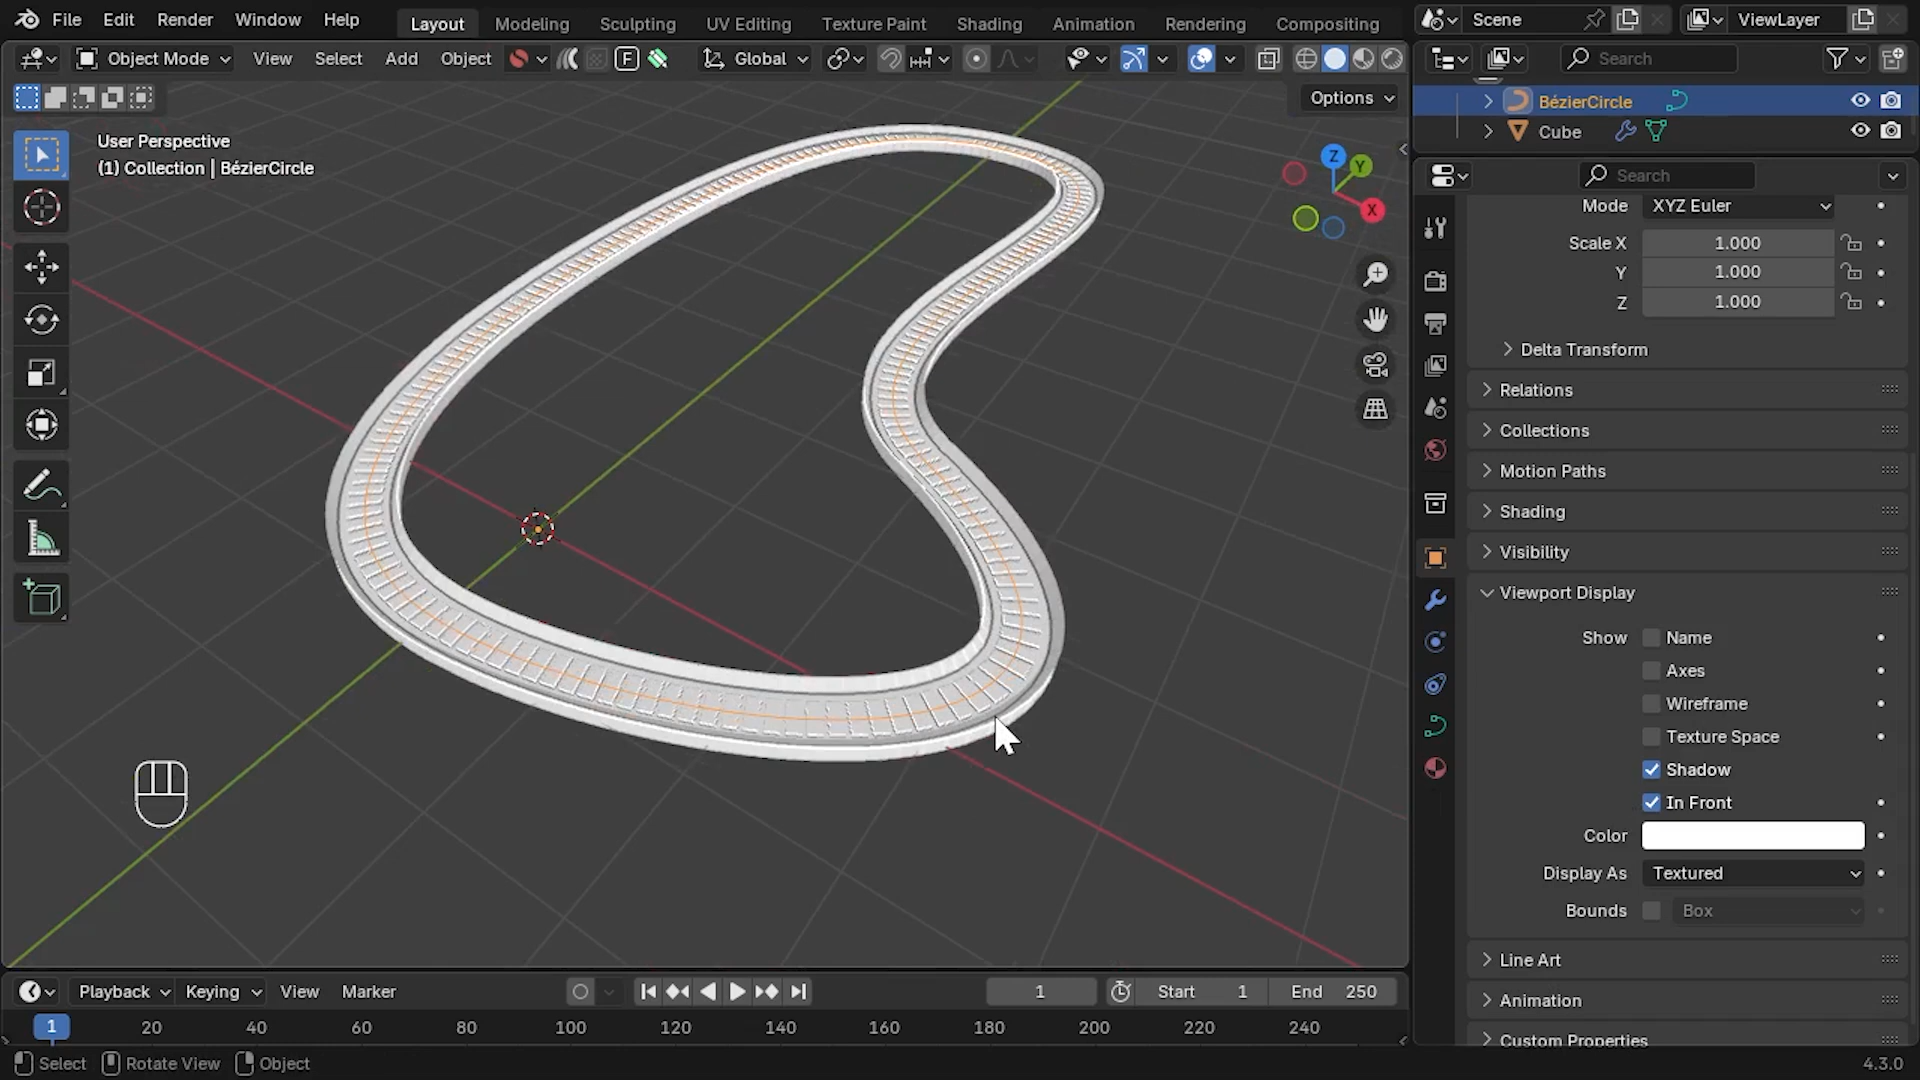 File Edit Render Window Help Layout Modeling Sculpting UV Editing Texture Paint Shading Animation Rendering Compositing Scene ViewLayer
Object Mode View Select Add Object F Global Search
Options
User Perspective
(1) Collection | BézierCircle
Z Y X
BézierCircle
Cube
Search
Mode XYZ Euler
Scale X 1.000
Y 1.000
Z 1.000
Delta Transform
Relations
Collections
Motion Paths
Shading
Visibility
Viewport Display
Show Name
Axes
Wireframe
Texture Space
Shadow
In Front
Color
Display As Textured
Bounds Box
Line Art
Animation
Custom Properties
Playback Keying View Marker 1 Start 1 End 250
1 20 40 60 80 100 120 140 160 180 200 220 240
Select Rotate View Object 4.3.0